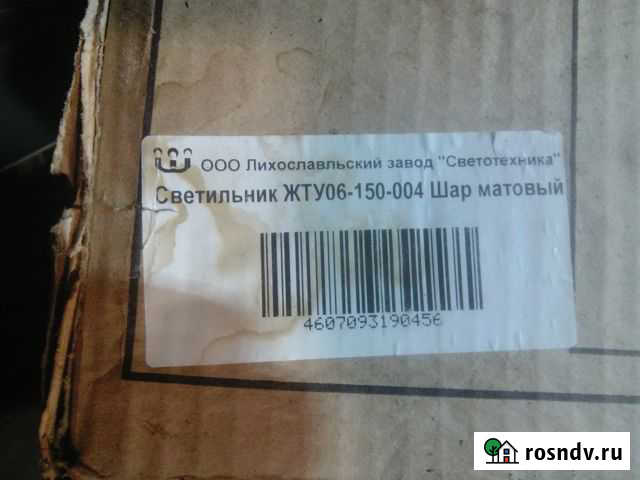 ООО Лихославльский завод "Светотехника"
Светильник ЖТУ06-150-004 Шар матовый
4607093190456
rosndv.ru